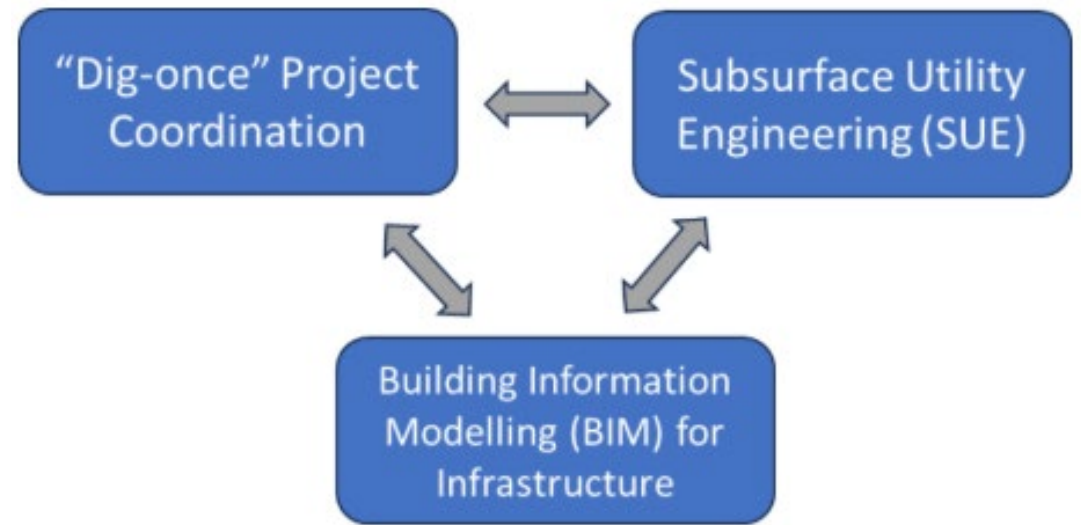 “Dig-once” Project
Coordination
Subsurface Utility
Engineering (SUE)
Building Information
Modelling (BIM) for
Infrastructure